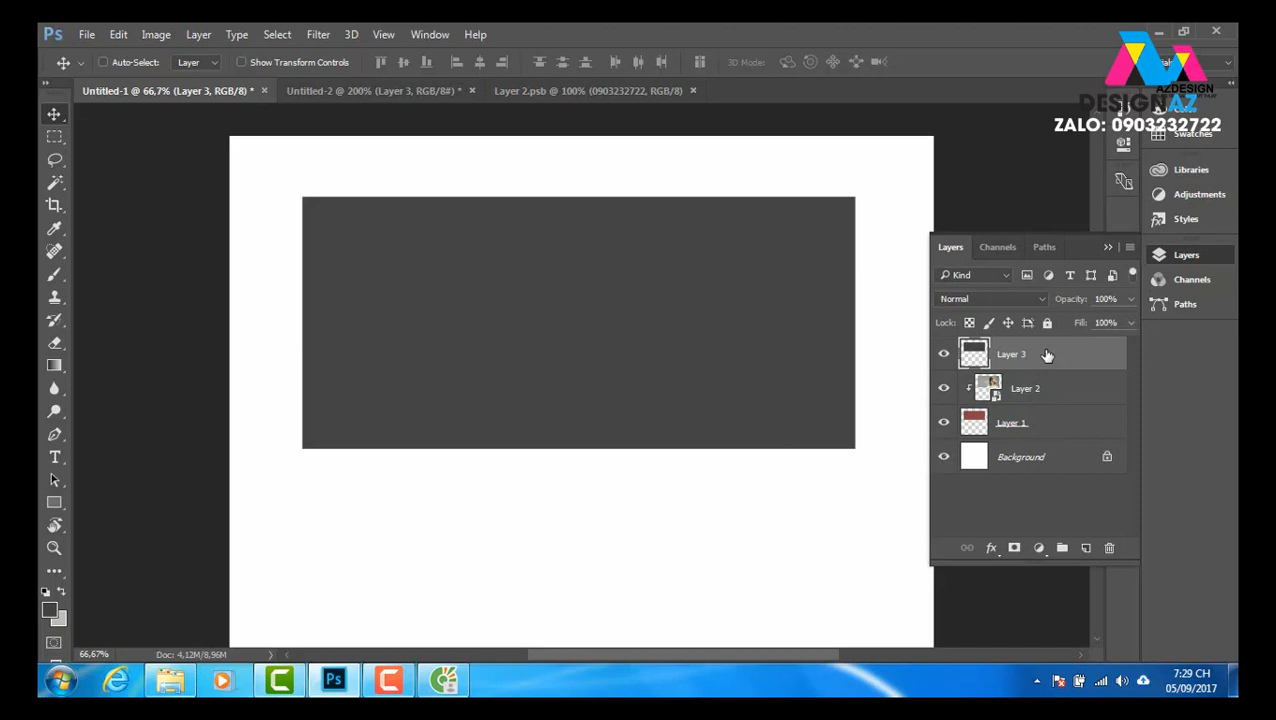 Ps File Edit Image Layer Type Select Filter 3D View Window Help
Auto-Select: Layer Show Transform Controls 3D Mode:
AZDESIGN
DESIGNAZ
ZALO: 0903232722
Untitled-1 @ 66,7% (Layer 3, RGB/8) * Untitled-2 @ 200% (Layer 3, RGB/8#) * Layer 2.psb @ 100% (0903232722, RGB/8)
Swatches
Libraries
Adjustments
Styles
Layers
Channels
Paths
Layers Channels Paths
Kind
Normal Opacity: 100%
Lock: Fill: 100%
Layer 3
Layer 2
Layer 1
Background
T
66,67% Doc: 4,12M/8,96M
Ps
7:29 CH
05/09/2017